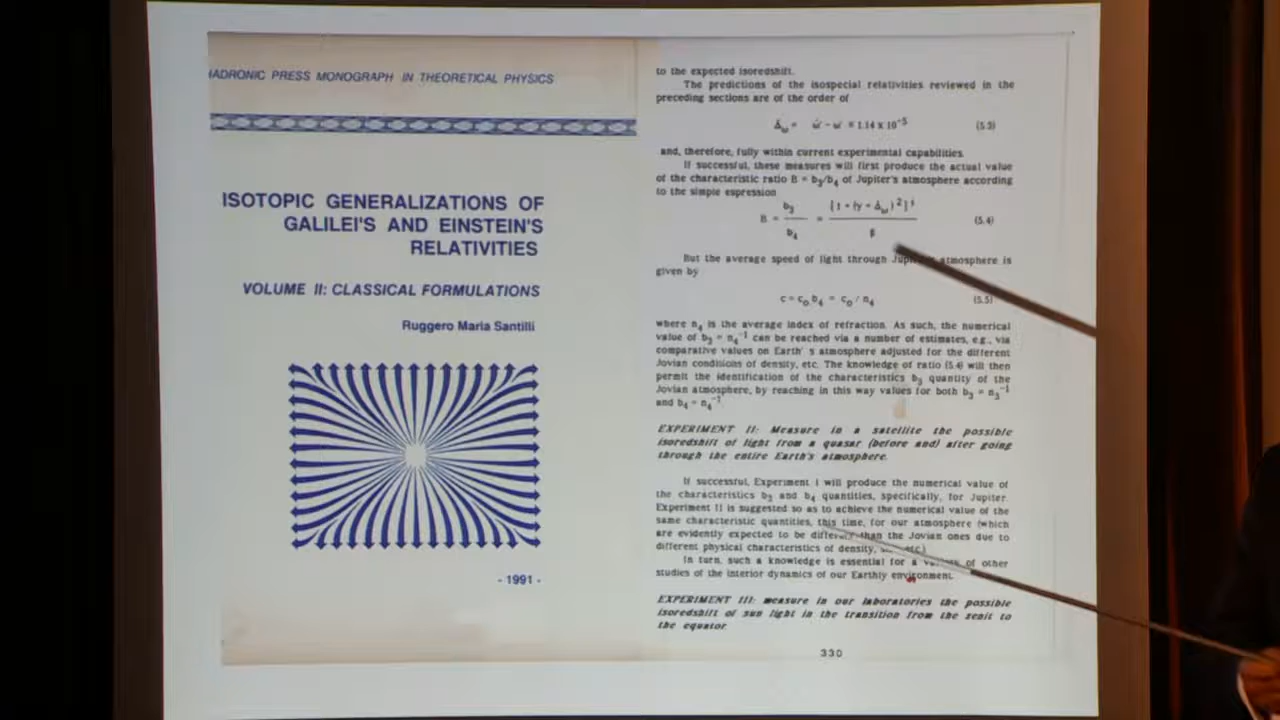 HADRONIC PRESS MONOGRAPH IN THEORETICAL PHYSICS
ISOTOPIC GENERALIZATIONS OF
GALILEI'S AND EINSTEIN'S
RELATIVITIES
VOLUME II: CLASSICAL FORMULATIONS
Ruggero Maria Santilli
- 1991 -
to the expected isoredshift.
The predictions of the isospecial relativities reviewed in the
preceding sections are of the order of
(5.3)
and, therefore, fully within current experimental capabilities.
If successful, these measures will first produce the actual value
of the characteristic ratio B = b₃/b₄ of Jupiter's atmosphere according
to the simple espression
(5.4)
But the average speed of light through atmosphere is
given by
c = c₀ b₄ = c₀ / n₄
(5.5)
where n₄ is the average index of refraction. As such, the numerical
value of b₃ = n₄⁻¹ can be reached via a number of estimates, e.g., via
comparative values on Earth' s atmosphere adjusted for the different
Jovian conditions of density, etc. The knowledge of ratio (5.4) will then
permit the identification of the characteristics b₃ quantity of the
Jovian atmosphere, by reaching in this way values for both b₃ = n₃⁻¹
and b₄ = n₄⁻¹.
EXPERIMENT II: Measure in a satellite the possible
isoredshift of light from a quasar (before and) after going
through the entire Earth's atmosphere.
If successful, Experiment I will produce the numerical value of
the characteristics b₃ and b₄ quantities, specifically, for Jupiter.
Experiment II is suggested so as to achieve the numerical value of the
same characteristic quantities, this time, for our atmosphere (which
are evidently expected to be different than the Jovian ones due to
different physical characteristics of density, etc.)
In turn, such a knowledge is essential for a of other
studies of the interior dynamics of our Earthly environment.
EXPERIMENT III: measure in our laboratories the possible
isoredshift of sun light in the transition from the zenit to
the equator
330